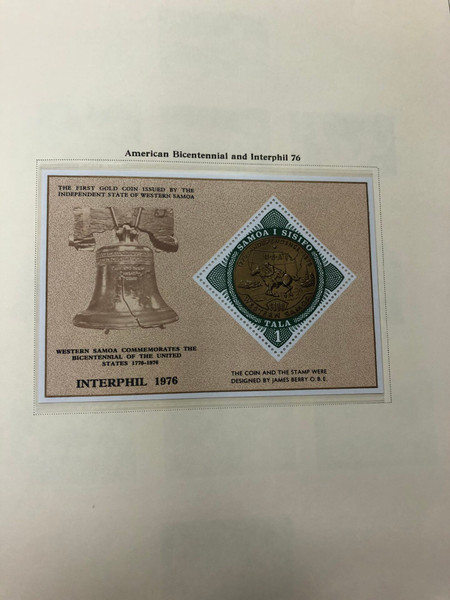 American Bicentennial and Interphil 76
THE FIRST GOLD COIN ISSUED BY THE
INDEPENDENT STATE OF WESTERN SAMOA
SAMOA I SISIFO
TALA
1
WESTERN SAMOA COMMEMORATES THE
BICENTENNIAL OF THE UNITED
STATES 1776-1976
INTERPHIL 1976
THE COIN AND THE STAMP WERE
DESIGNED BY JAMES BERRY O.B.E.